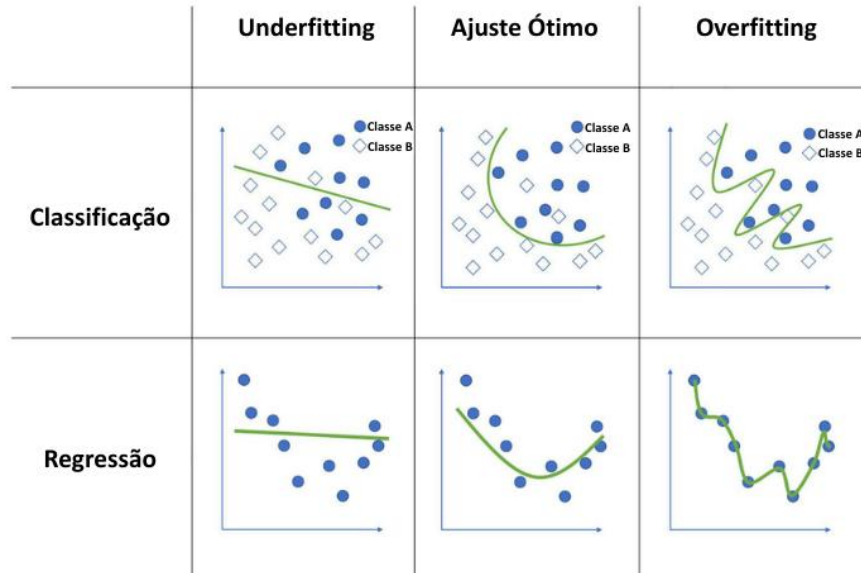 Underfitting
Ajuste Ótimo
Overfitting
Classificação
Classe A
Classe B
Classe A
Classe B
Classe A
Classe B
Regressão